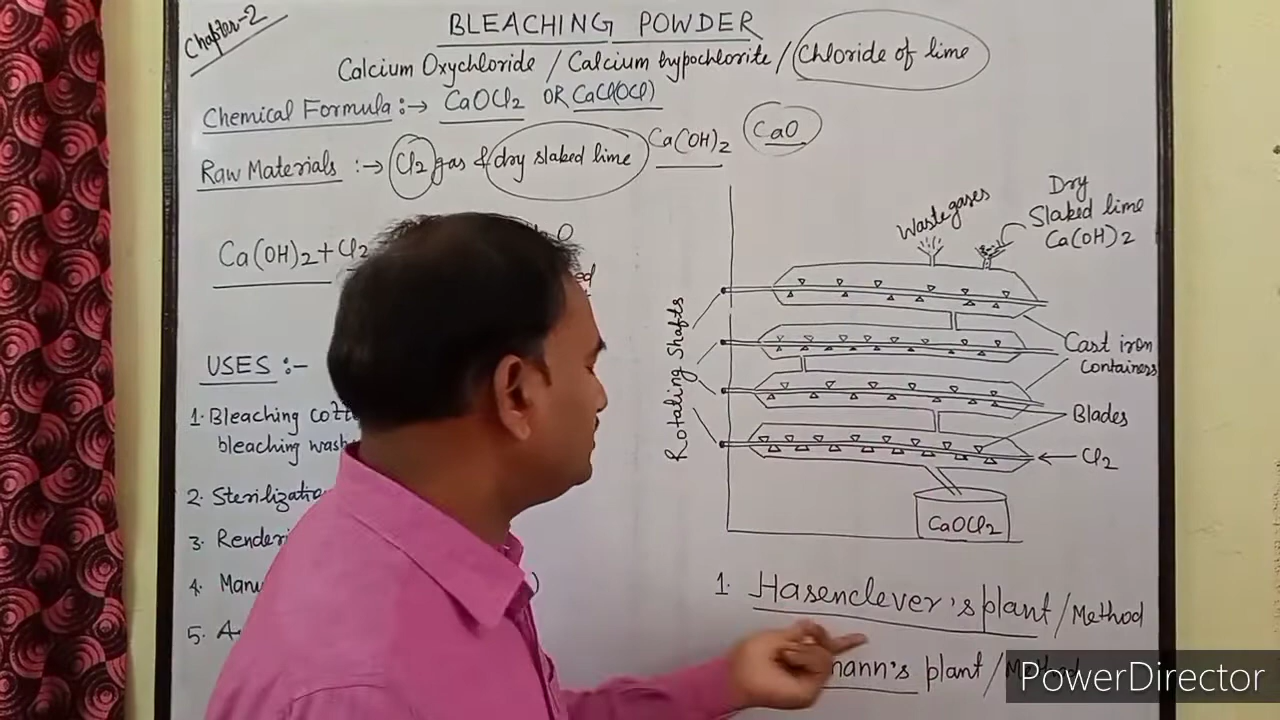 Chapter-2
BLEACHING POWDER
Calcium Oxychloride / Calcium hypochlorite / Chloride of lime
Chemical Formula :→ CaOCl2 OR CaCl(OCl)
Raw Materials :→ Cl2 gas & dry slaked lime Ca(OH)2 CaO
Ca(OH)2 + Cl2
Waste gases
Dry
Slaked lime
Ca(OH)2
Rotating Shafts
Cast iron
Containers
Blades
Cl2
CaOCl2
USES :-
1. Bleaching
bleaching
2. Sterilization
3.
4.
5.
1. Hasenclever's plant / Method
plant / Method
PowerDirector